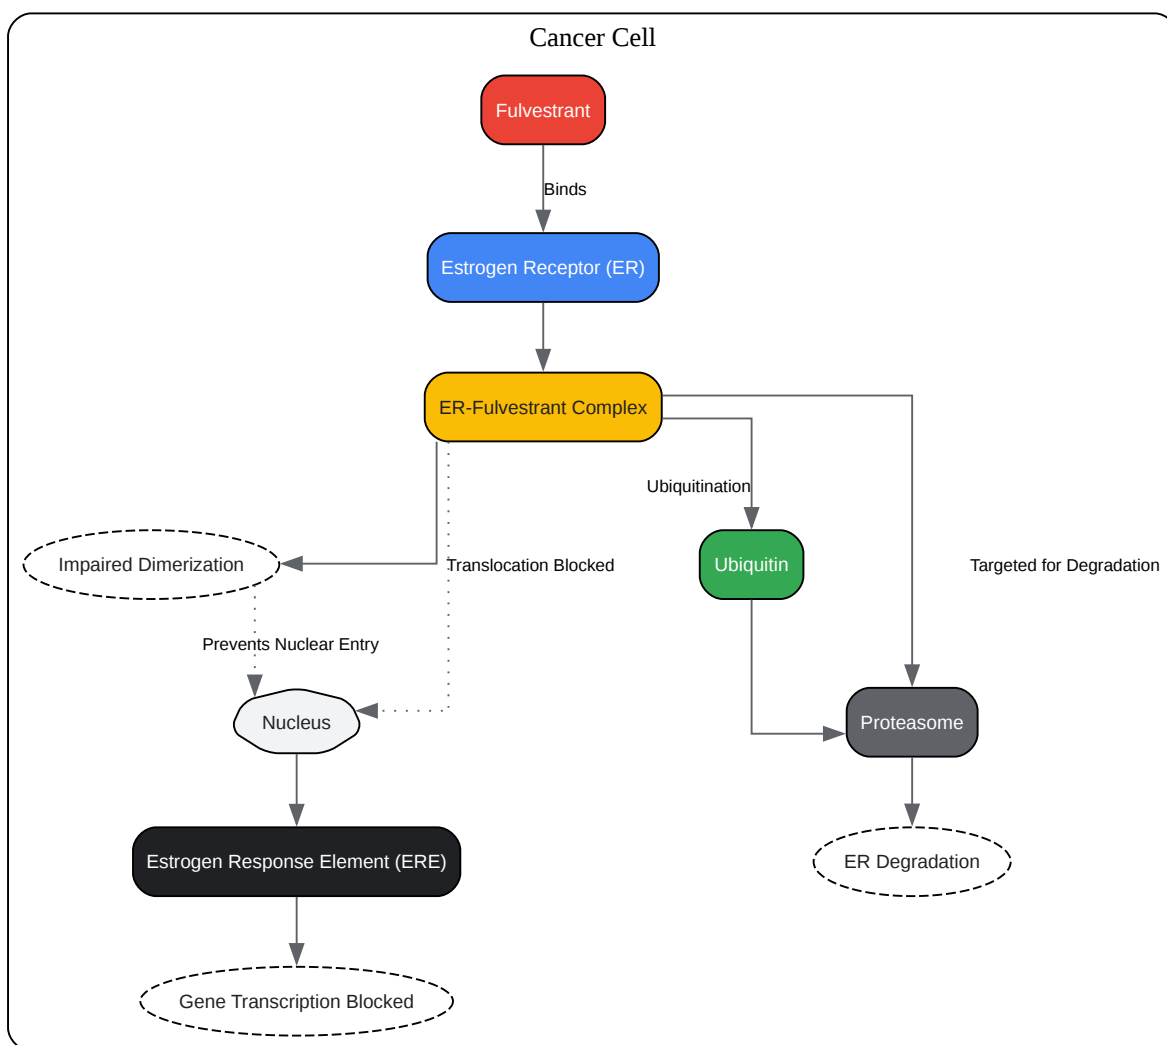 Cancer Cell
Fulvestrant
Binds
Estrogen Receptor (ER)
ER-Fulvestrant Complex
Ubiquitination
Impaired Dimerization
Translocation Blocked
Ubiquitin
Targeted for Degradation
Prevents Nuclear Entry
Nucleus
Proteasome
Estrogen Response Element (ERE)
ER Degradation
Gene Transcription Blocked